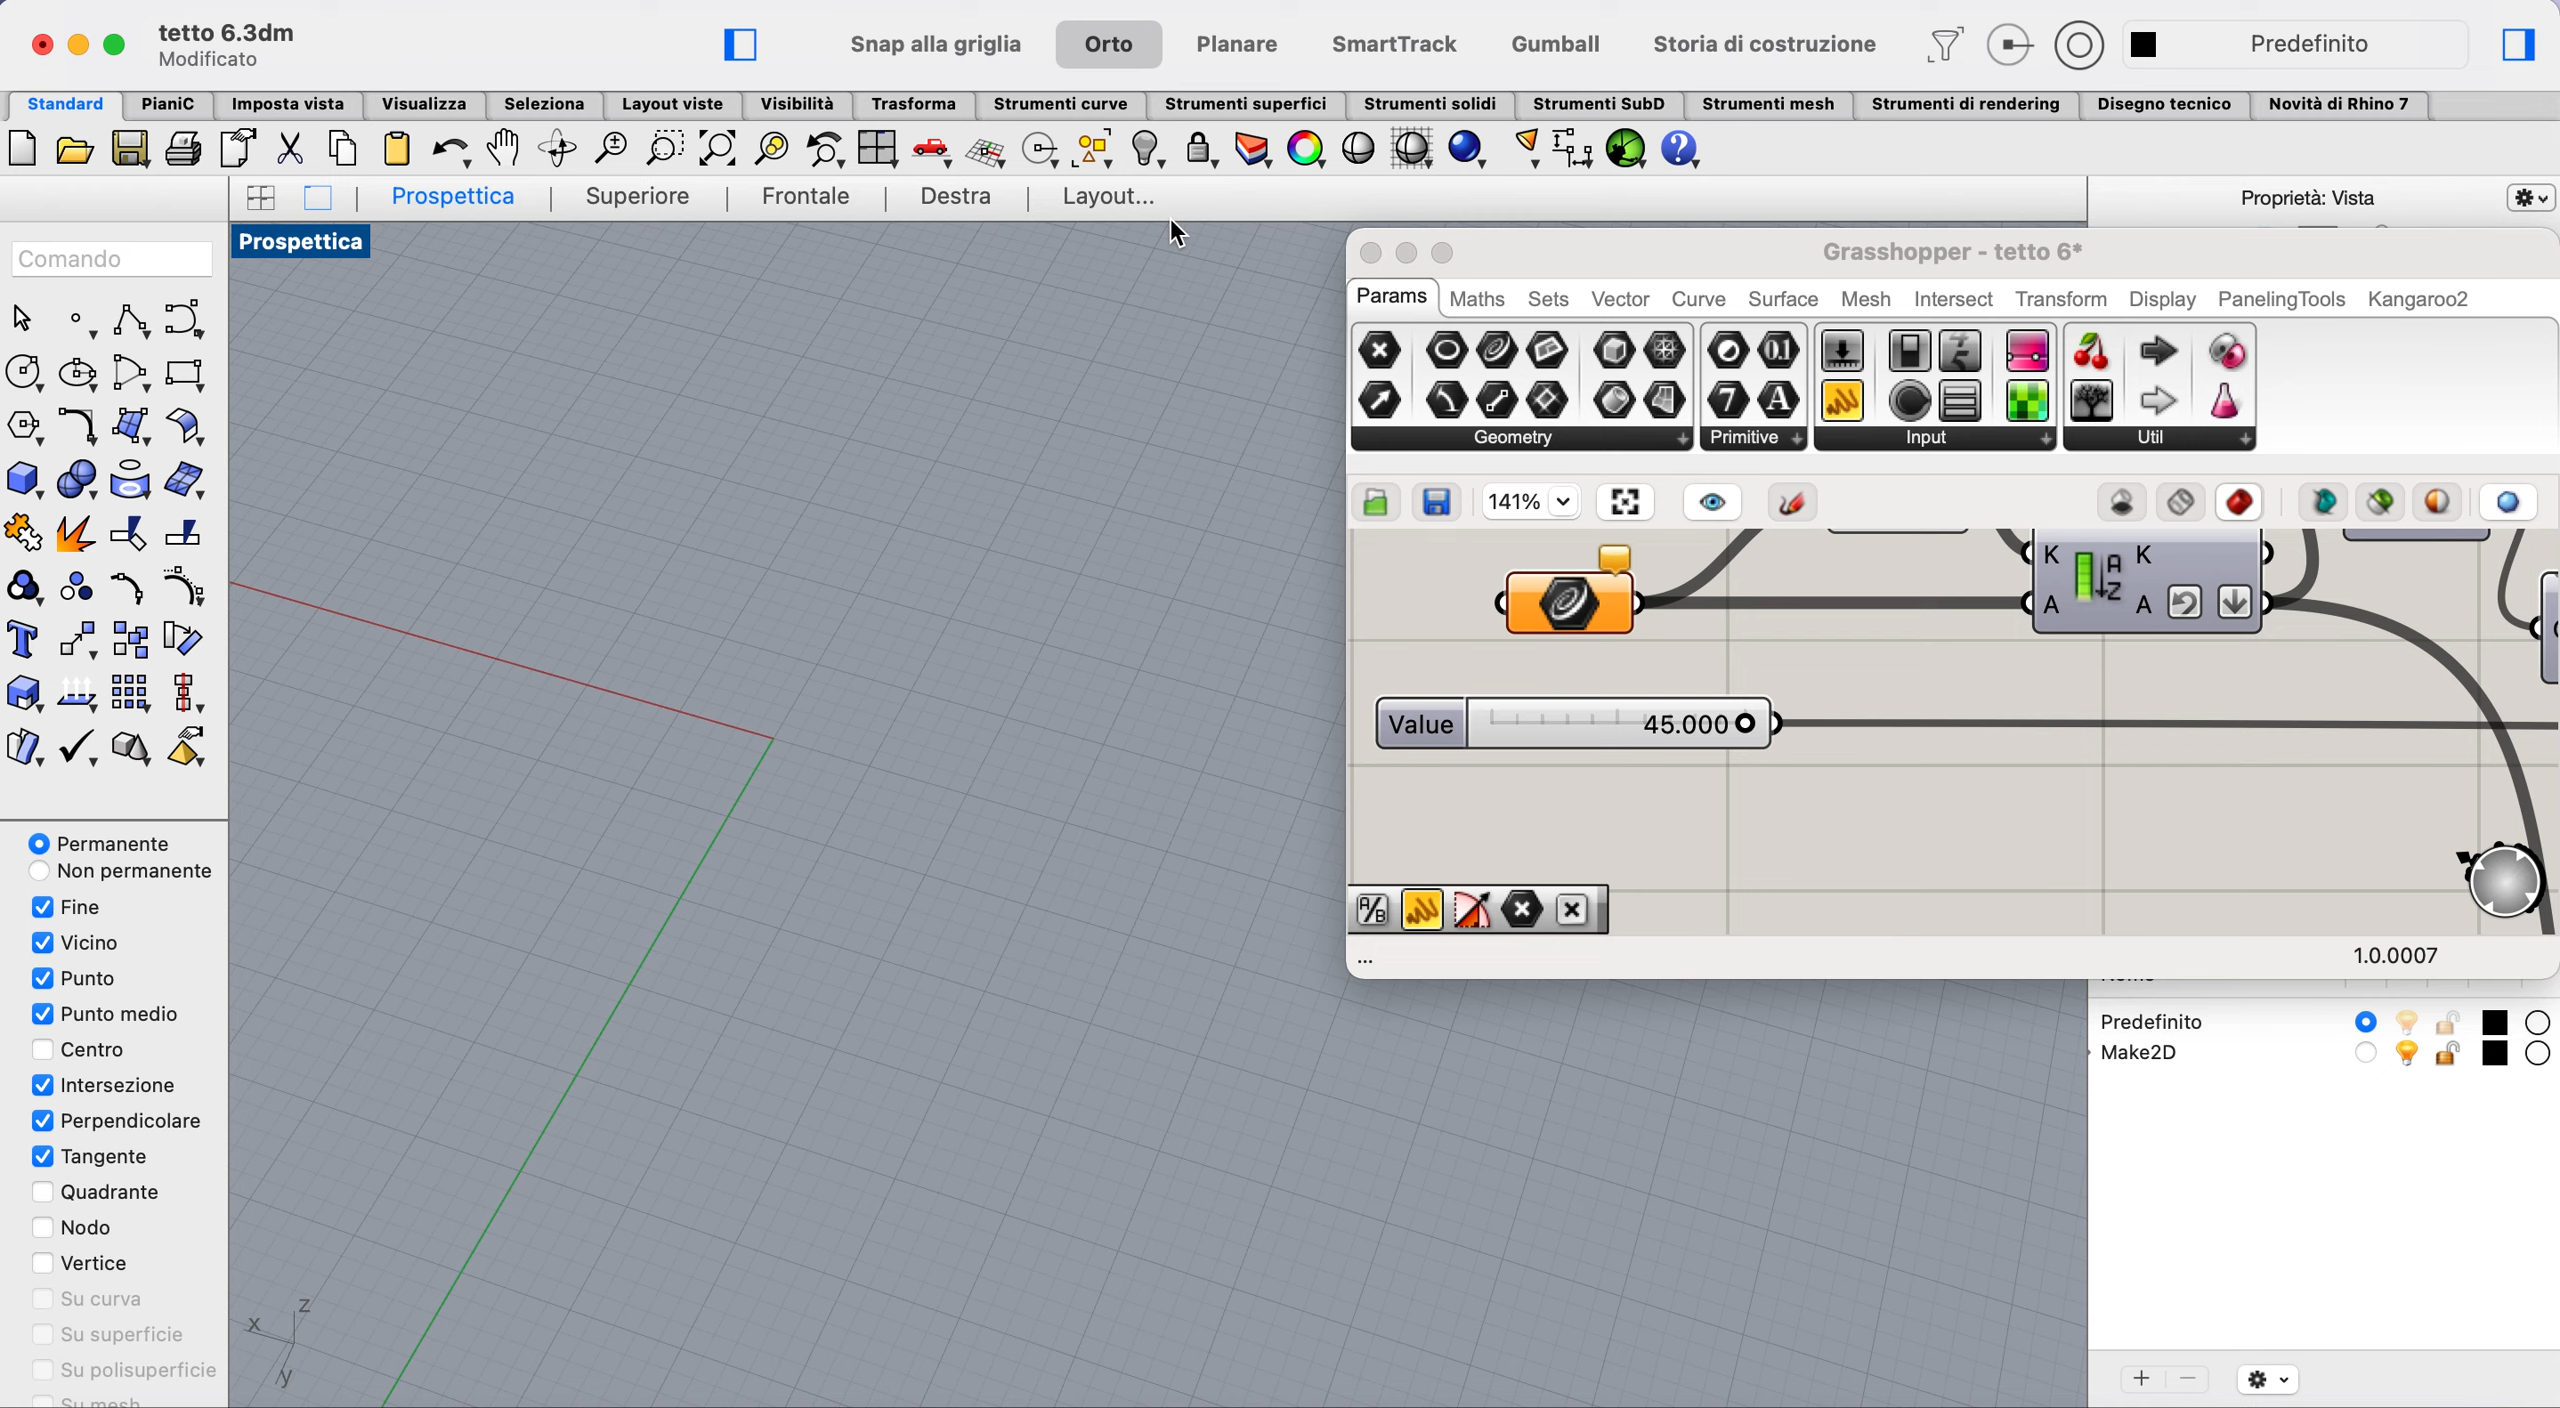 tetto 6.3dm
Modificato
Snap alla griglia
Orto
Planare
SmartTrack
Gumball
Storia di costruzione
Predefinito
Standard
PianiC
Imposta vista
Visualizza
Seleziona
Layout viste
Visibilità
Trasforma
Strumenti curve
Strumenti superfici
Strumenti solidi
Strumenti SubD
Strumenti mesh
Strumenti di rendering
Disegno tecnico
Novità di Rhino 7
Prospettica
Superiore
Frontale
Destra
Layout...
Proprietà: Vista
Prospettica
Comando
Grasshopper - tetto 6*
Params
Maths
Sets
Vector
Curve
Surface
Mesh
Intersect
Transform
Display
PanelingTools
Kangaroo2
Geometry
Primitive
Input
Util
141%
K
K
A
A
A
Z
Value
45.000
...
1.0.0007
Permanente
Non permanente
Fine
Vicino
Punto
Punto medio
Centro
Intersezione
Perpendicolare
Tangente
Quadrante
Nodo
Vertice
Su curva
Su superficie
Su polisuperficie
Su mesh
Predefinito
Make2D
z
x
y